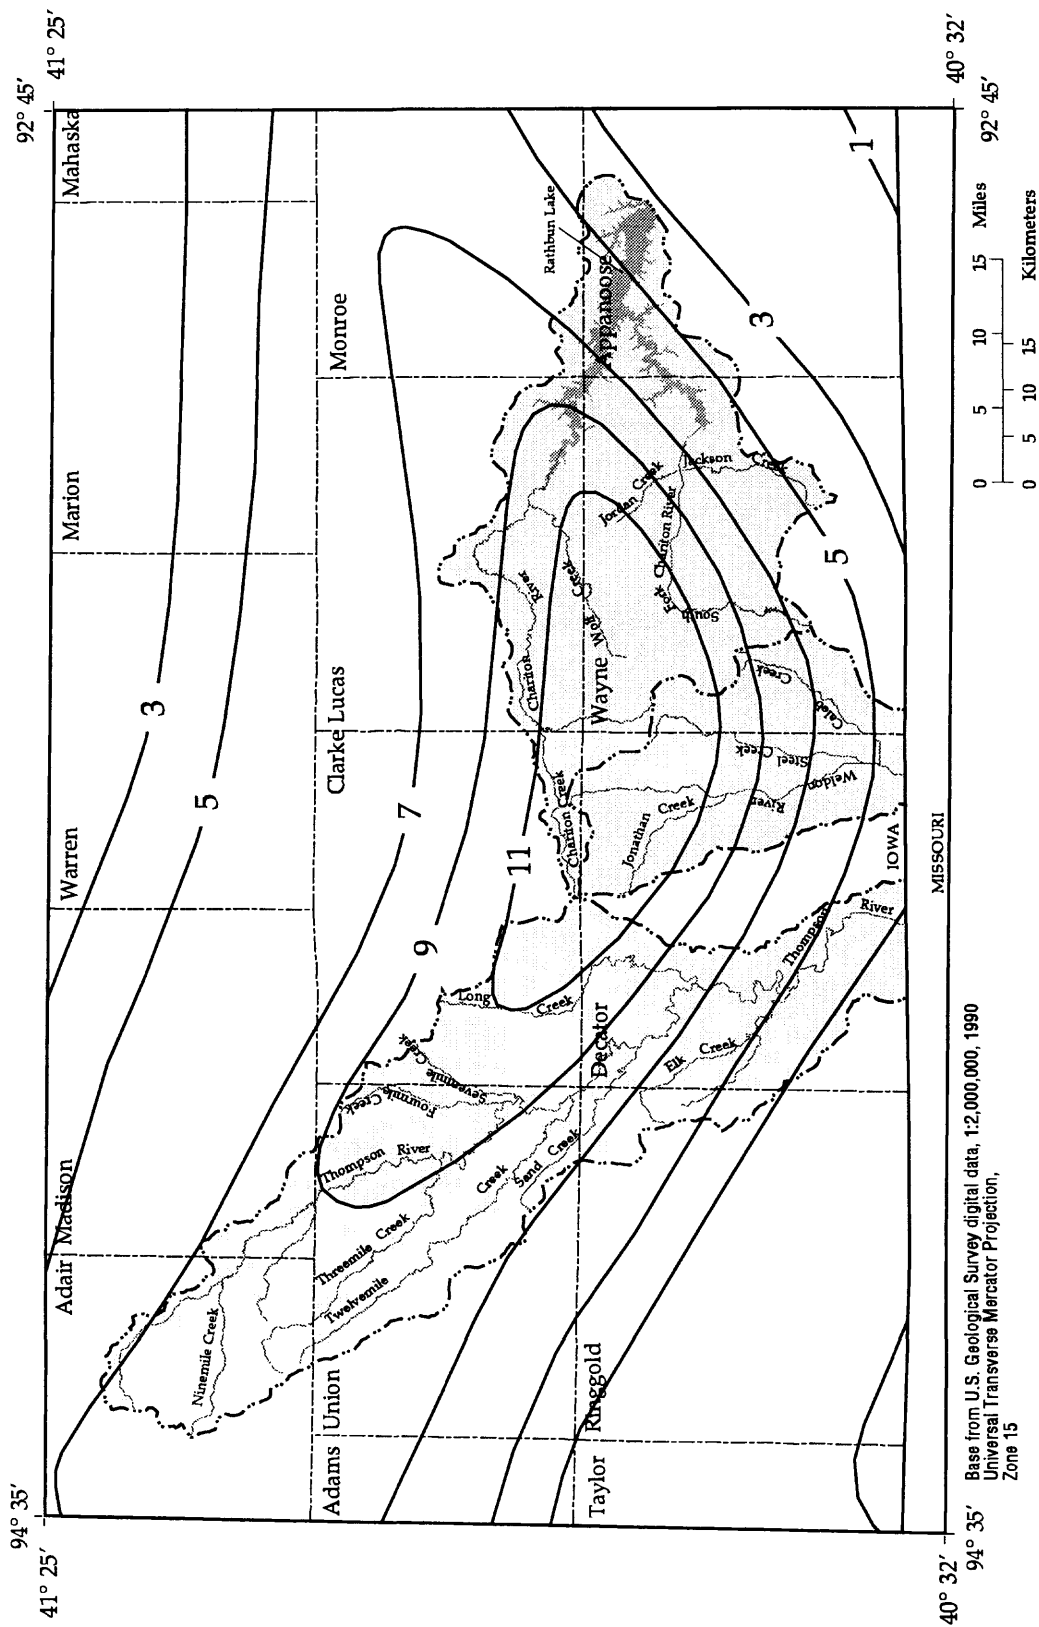 94° 35′
92° 45′
41° 25′
41° 25′
Adair
Madison
Warren
Marion
Mahaska
3
5
Adams
Union
Clarke
Lucas
Monroe
7
9
11
Ninemile Creek
Thompson River
Fourmile Creek
Sevenmile Creek
Threemile Creek
Twelvemile
Creek
Sand Creek
Long
Creek
Chariton Creek
Chariton
River
Wolf Creek
Rathbun Lake
Taylor
Ringgold
Decator
Wayne
Appanoose
Elk Creek
Jonathan Creek
Jordan Creek
South
Fork
Chariton River
Jackson
Creek
Steel Creek
Caleb
Creek
Weldon
River
Thompson
River
5
3
1
IOWA
MISSOURI
40° 32′
40° 32′
94° 35′
92° 45′
Base from U.S. Geological Survey digital data, 1:2,000,000, 1990
Universal Transverse Mercator Projection,
Zone 15
0 5 10 15 Miles
0 5 10 15 Kilometers